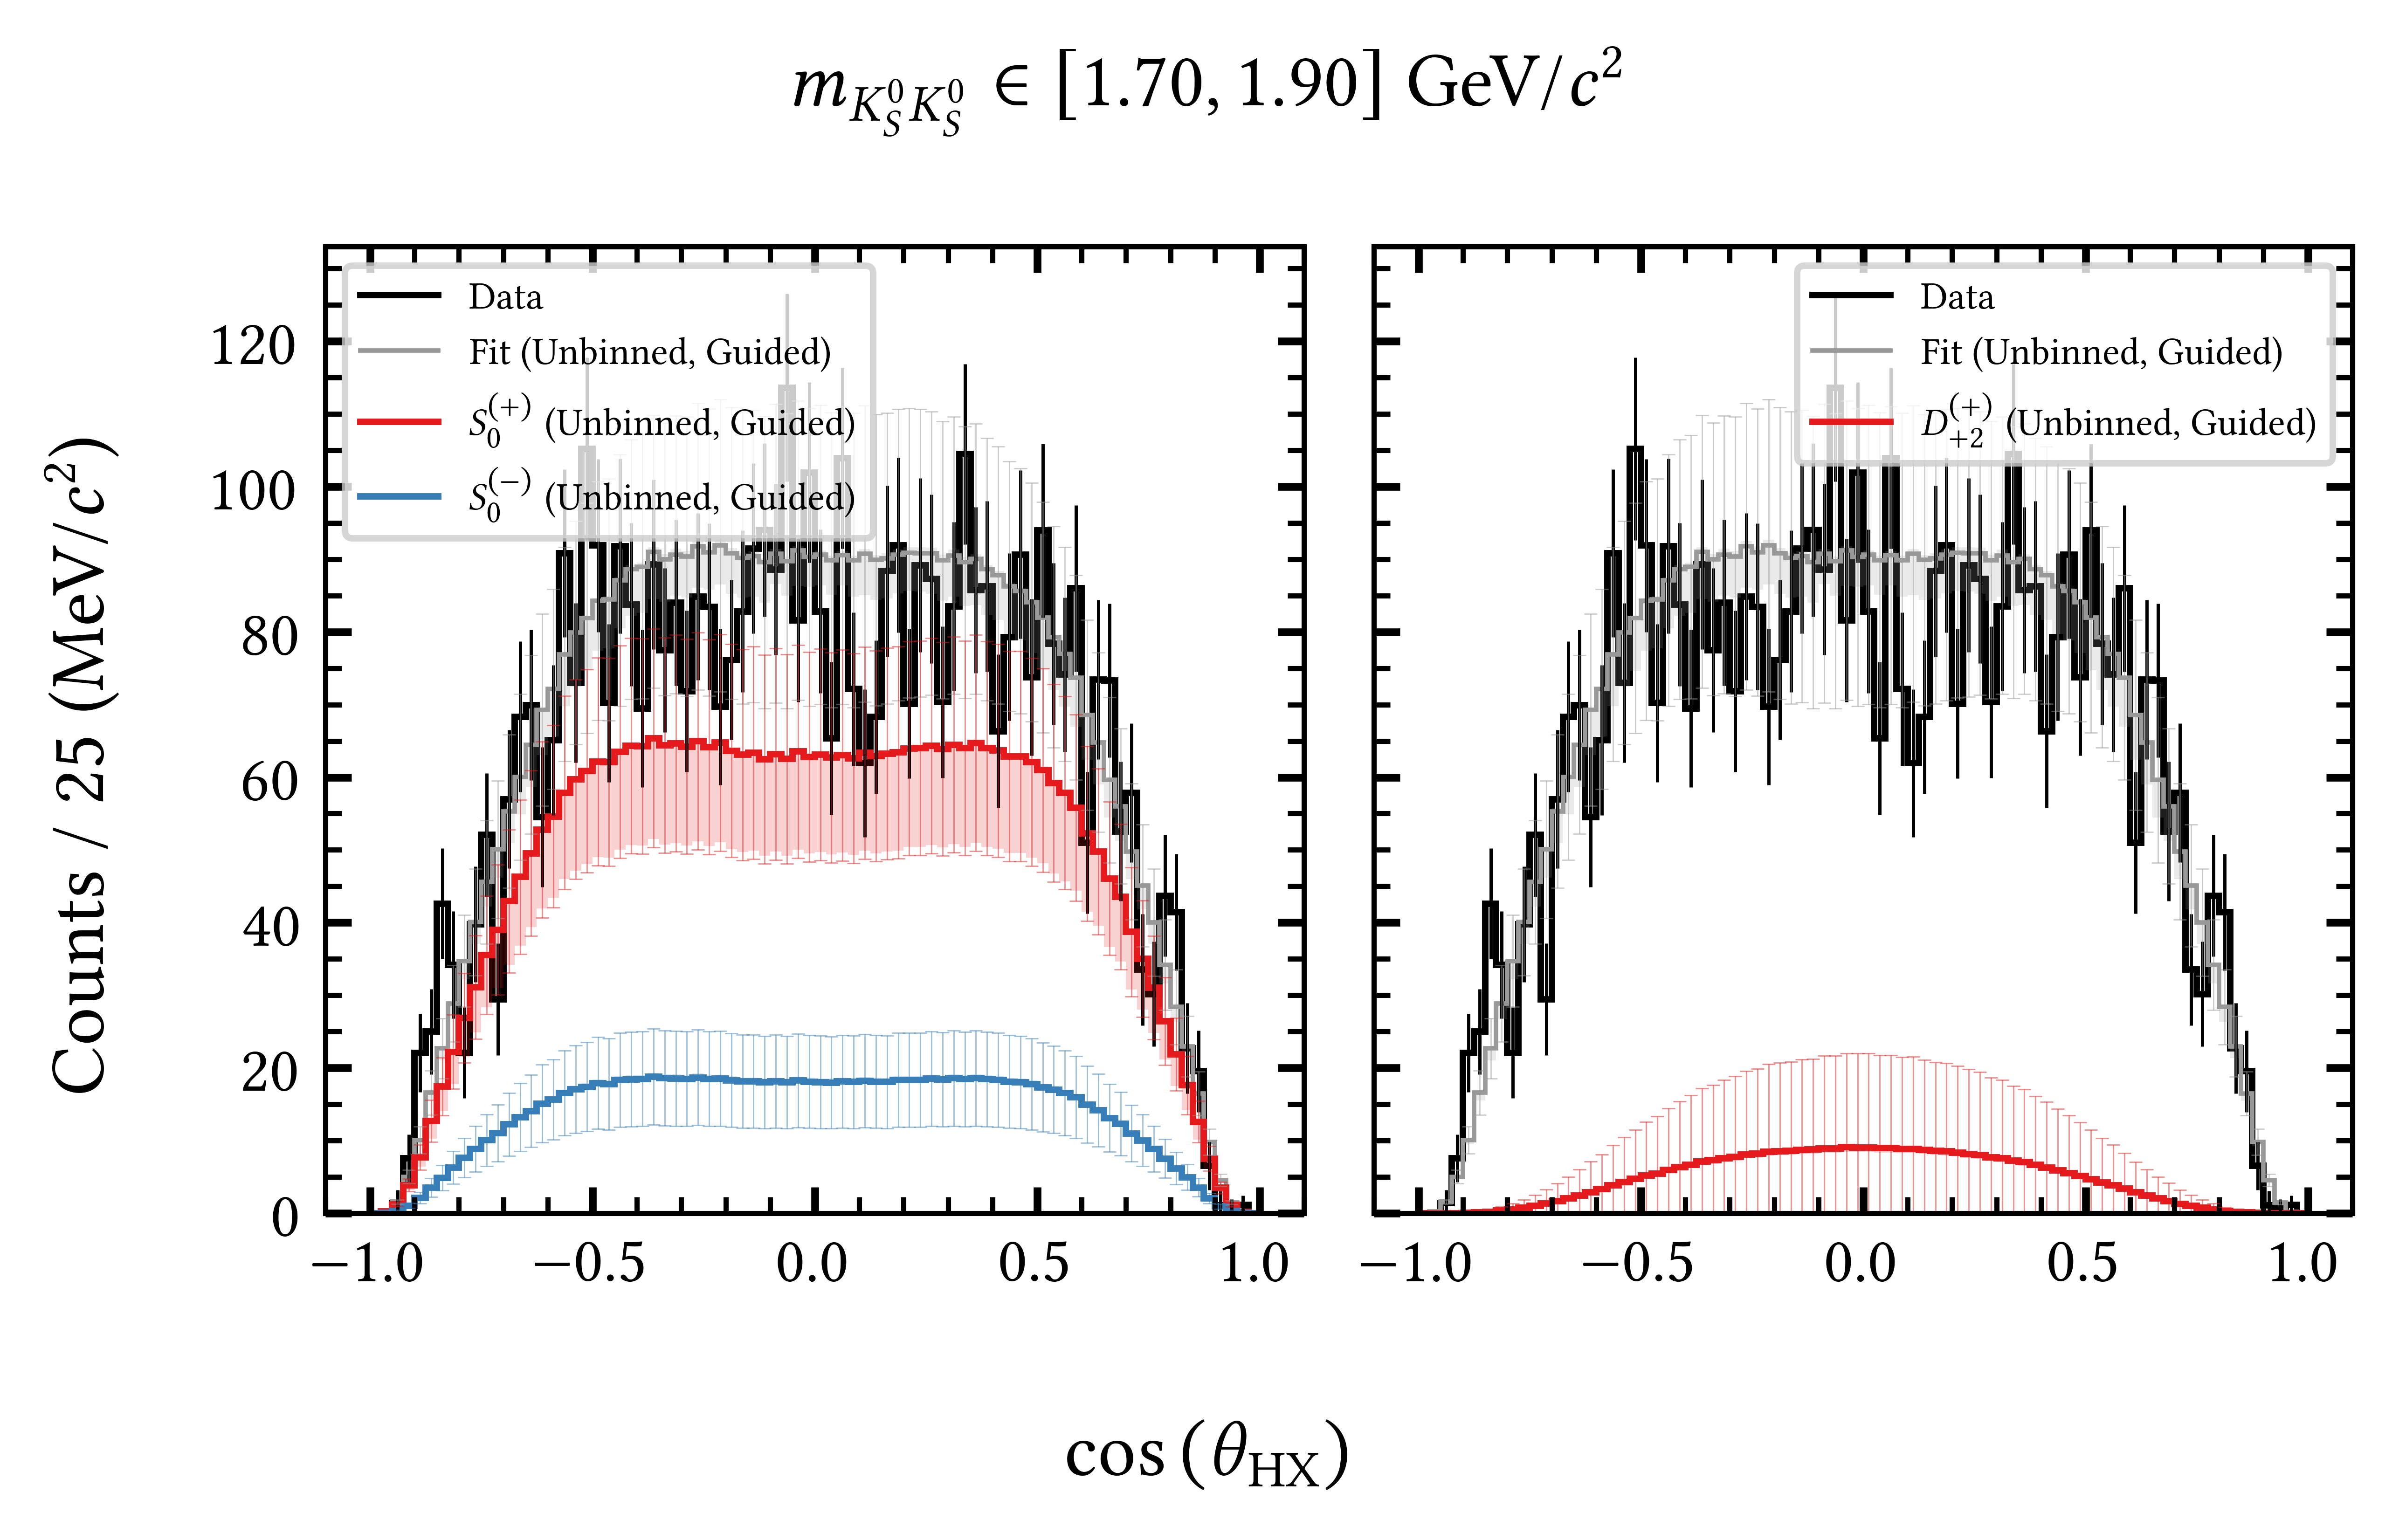 m_{K_S^0 K_S^0} ∈ [1.70, 1.90] GeV/c²
Counts / 25 (MeV/c²)
120
100
80
60
40
20
0
Data
Fit (Unbinned, Guided)
S_0^{(+)} (Unbinned, Guided)
S_0^{(−)} (Unbinned, Guided)
−1.0 −0.5 0.0 0.5 1.0
Data
Fit (Unbinned, Guided)
D_{+2}^{(+)} (Unbinned, Guided)
−1.0 −0.5 0.0 0.5 1.0
cos (θ_{HX})